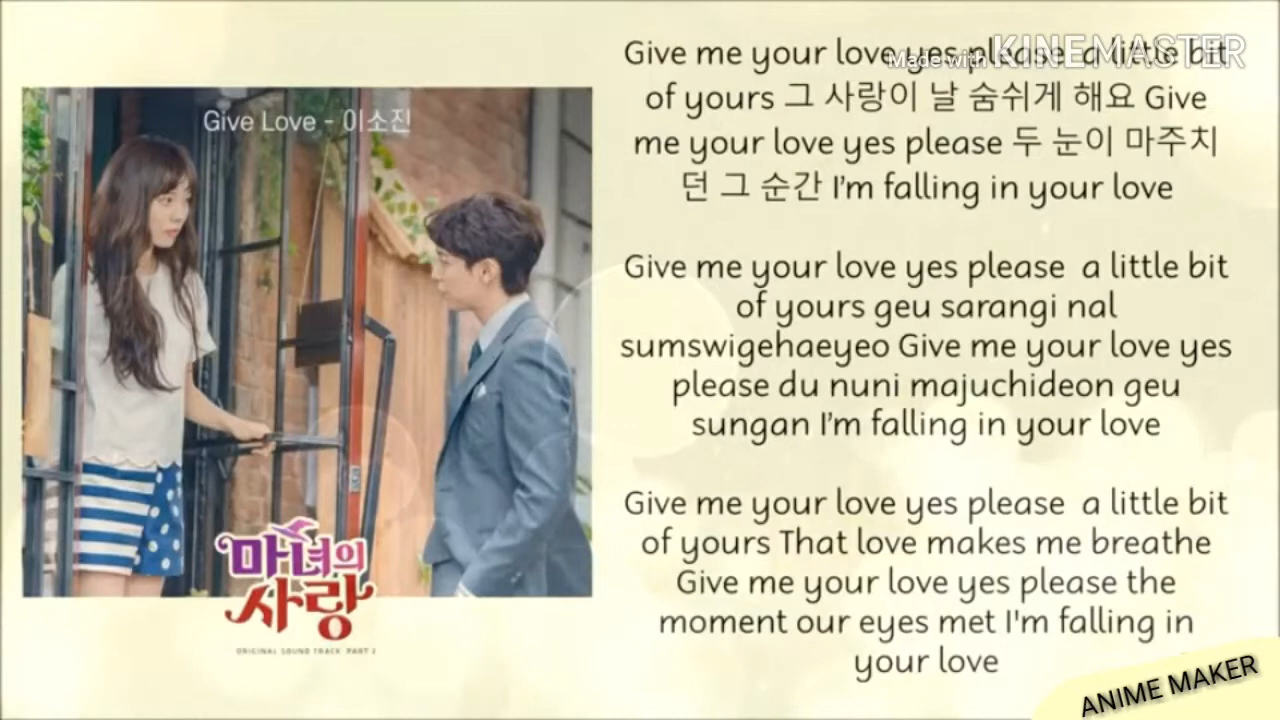 Made with KINEMASTER
Give Love - 이소진
마녀의
사랑
ORIGINAL SOUND TRACK PART 2
Give me your love yes please a little bit
of yours 그 사랑이 날 숨쉬게 해요 Give
me your love yes please 두 눈이 마주치
던 그 순간 I’m falling in your love
Give me your love yes please a little bit
of yours geu sarangi nal
sumswigehaeyeo Give me your love yes
please du nuni majuchideon geu
sungan I’m falling in your love
Give me your love yes please a little bit
of yours That love makes me breathe
Give me your love yes please the
moment our eyes met I'm falling in
your love
ANIME MAKER